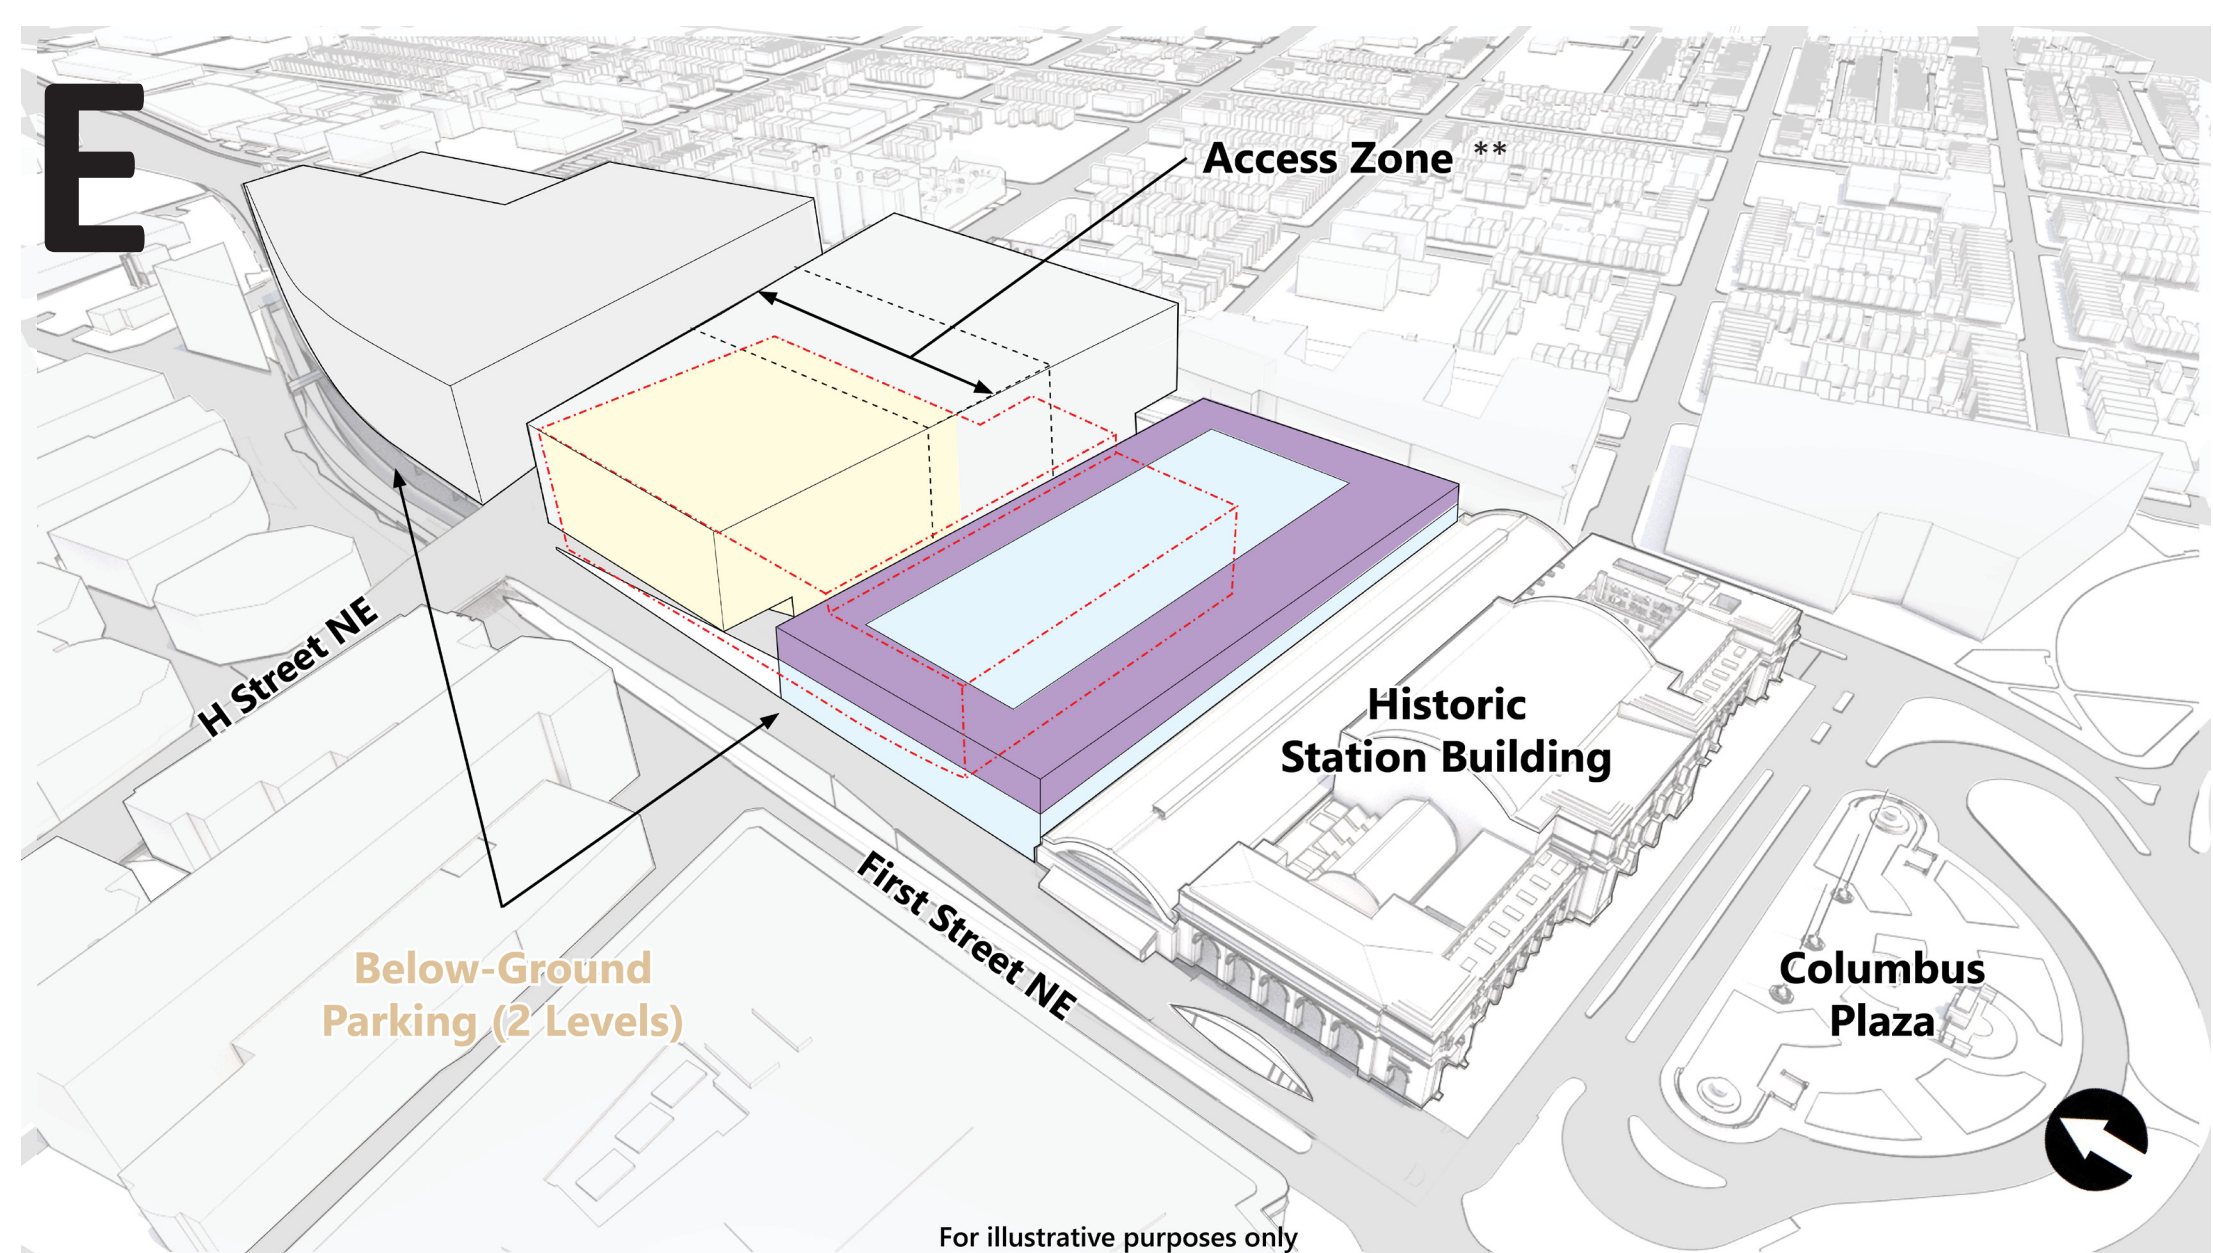 E
Access Zone **
H Street NE
Historic
Station Building
First Street NE
Below-Ground
Parking (2 Levels)
Columbus
Plaza
For illustrative purposes only